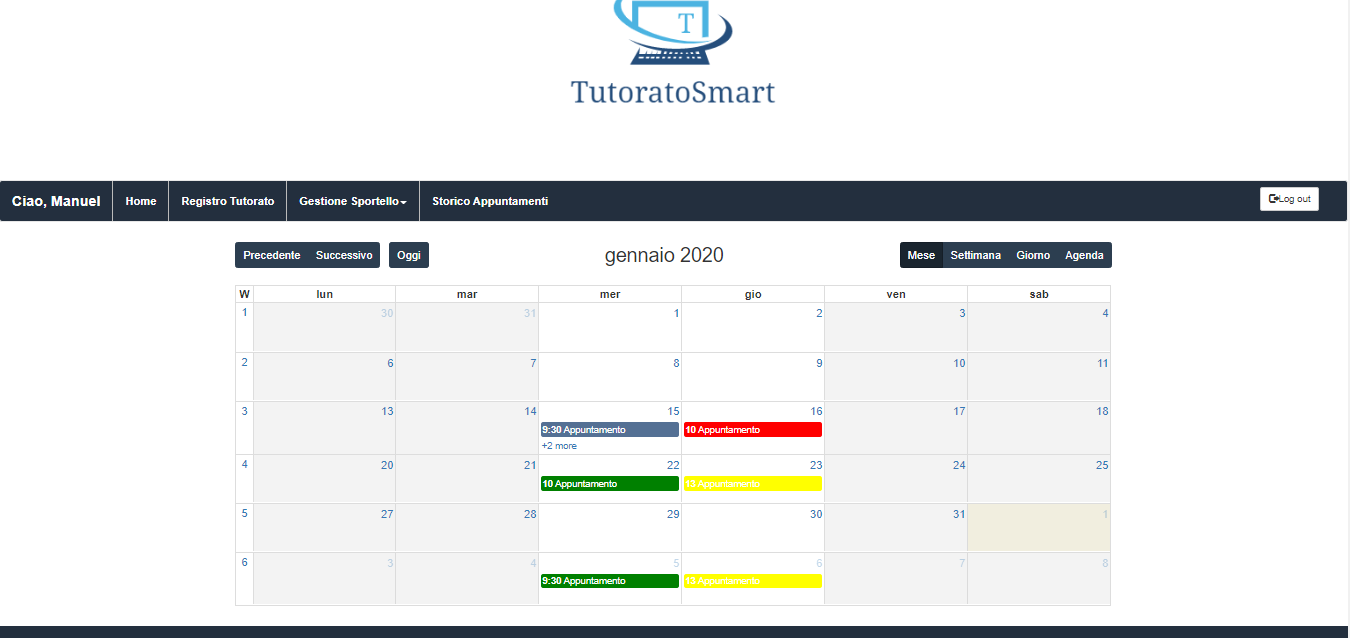 T
TutoratoSmart
Ciao, Manuel Home Registro Tutorato Gestione Sportello Storico Appuntamenti Log out
Precedente Successivo Oggi gennaio 2020 Mese Settimana Giorno Agenda
W lun mar mer gio ven sab
1 30 31 1 2 3 4
2 6 7 8 9 10 11
3 13 14 15 16 17 18
9:30 Appuntamento 10 Appuntamento
+2 more
4 20 21 22 23 24 25
10 Appuntamento 13 Appuntamento
5 27 28 29 30 31 1
6 3 4 5 6 7 8
9:30 Appuntamento 13 Appuntamento